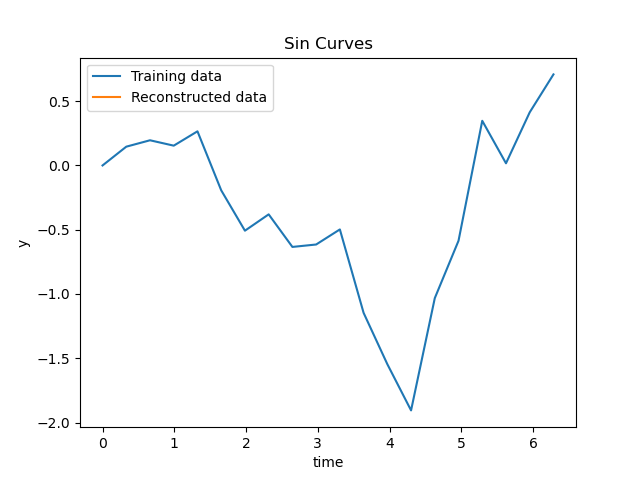 Sin Curves
Training data
Reconstructed data
0.5
0.0
−0.5
−1.0
−1.5
−2.0
y
0 1 2 3 4 5 6
time